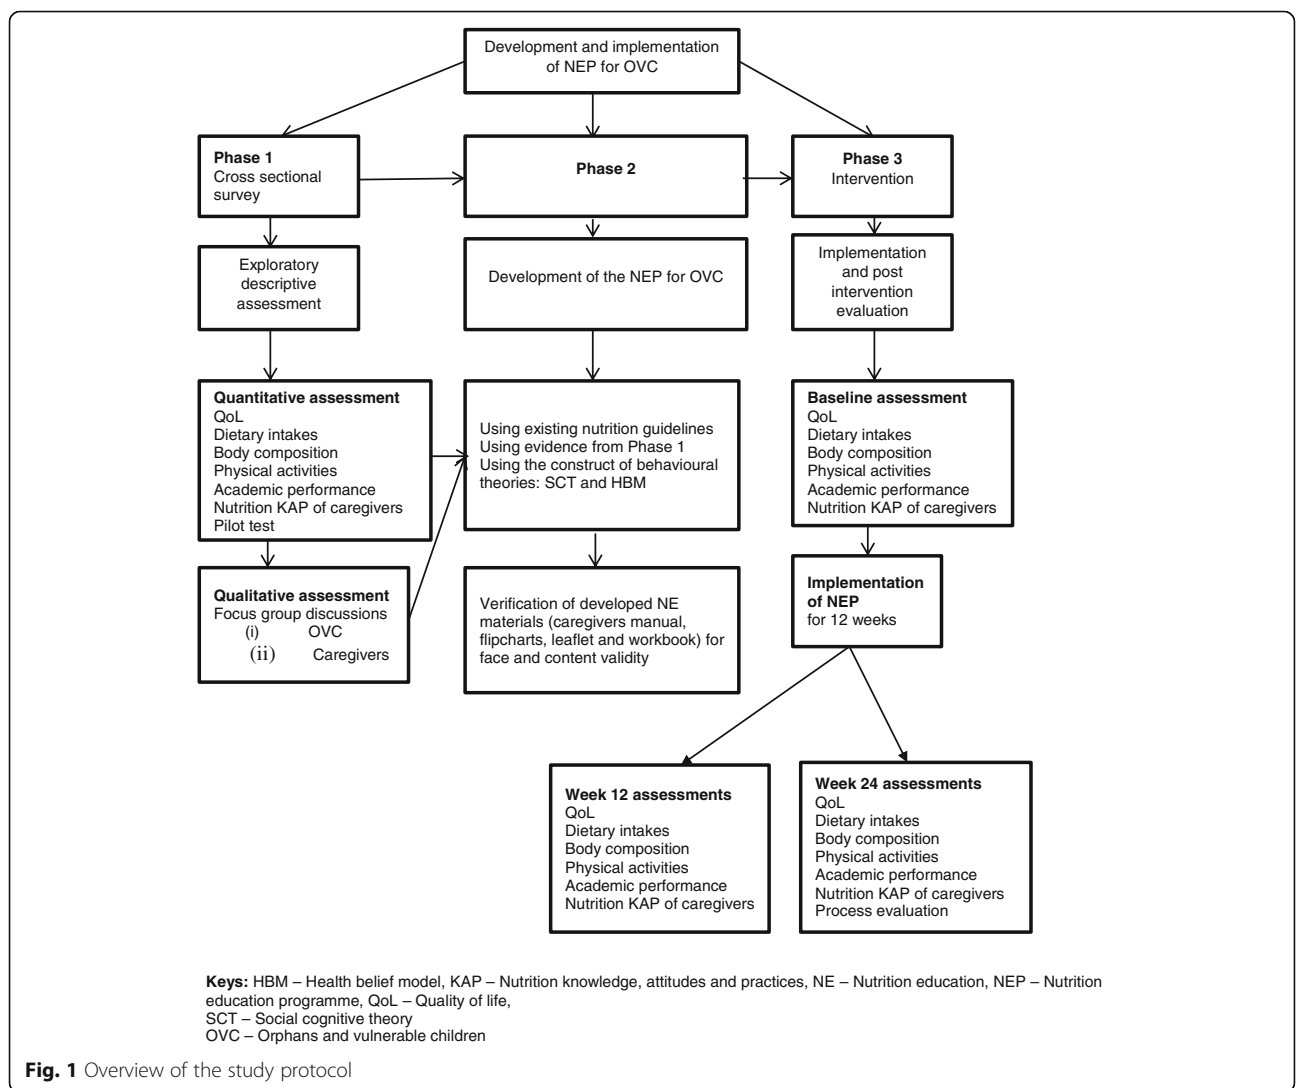 Development and implementation
of NEP for OVC
Phase 1
Cross sectional
survey
Phase 2
Phase 3
Intervention
Exploratory
descriptive
assessment
Development of the NEP for OVC
Implementation
and post
intervention
evaluation
Quantitative assessment
QoL
Dietary intakes
Body composition
Physical activities
Academic performance
Nutrition KAP of caregivers
Pilot test
Using existing nutrition guidelines
Using evidence from Phase 1
Using the construct of behavioural
theories: SCT and HBM
Baseline assessment
QoL
Dietary intakes
Body composition
Physical activities
Academic performance
Nutrition KAP of caregivers
Qualitative assessment
Focus group discussions
(i) OVC
(ii) Caregivers
Verification of developed NE
materials (caregivers manual,
flipcharts, leaflet and workbook) for
face and content validity
Implementation
of NEP
for 12 weeks
Week 12 assessments
QoL
Dietary intakes
Body composition
Physical activities
Academic performance
Nutrition KAP of caregivers
Week 24 assessments
QoL
Dietary intakes
Body composition
Physical activities
Academic performance
Nutrition KAP of caregivers
Process evaluation
Keys: HBM – Health belief model, KAP – Nutrition knowledge, attitudes and practices, NE – Nutrition education, NEP – Nutrition
education programme, QoL – Quality of life,
SCT – Social cognitive theory
OVC – Orphans and vulnerable children
Fig. 1 Overview of the study protocol